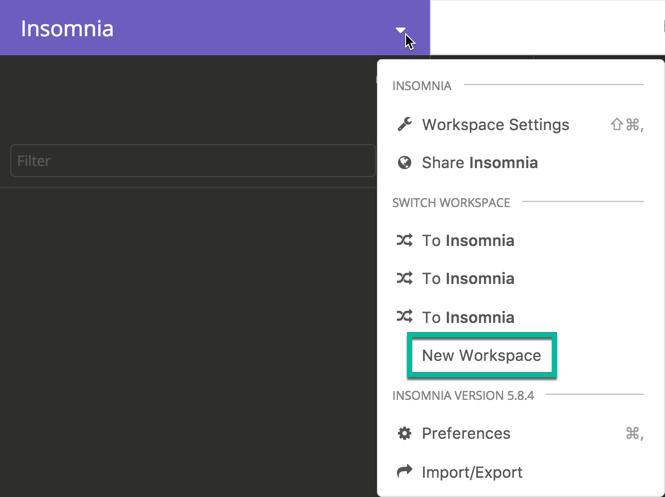 Insomnia
INSOMNIA
Workspace Settings ⇧⌘,
Filter
Share Insomnia
SWITCH WORKSPACE
To Insomnia
To Insomnia
To Insomnia
New Workspace
INSOMNIA VERSION 5.8.4
Preferences ⌘,
Import/Export